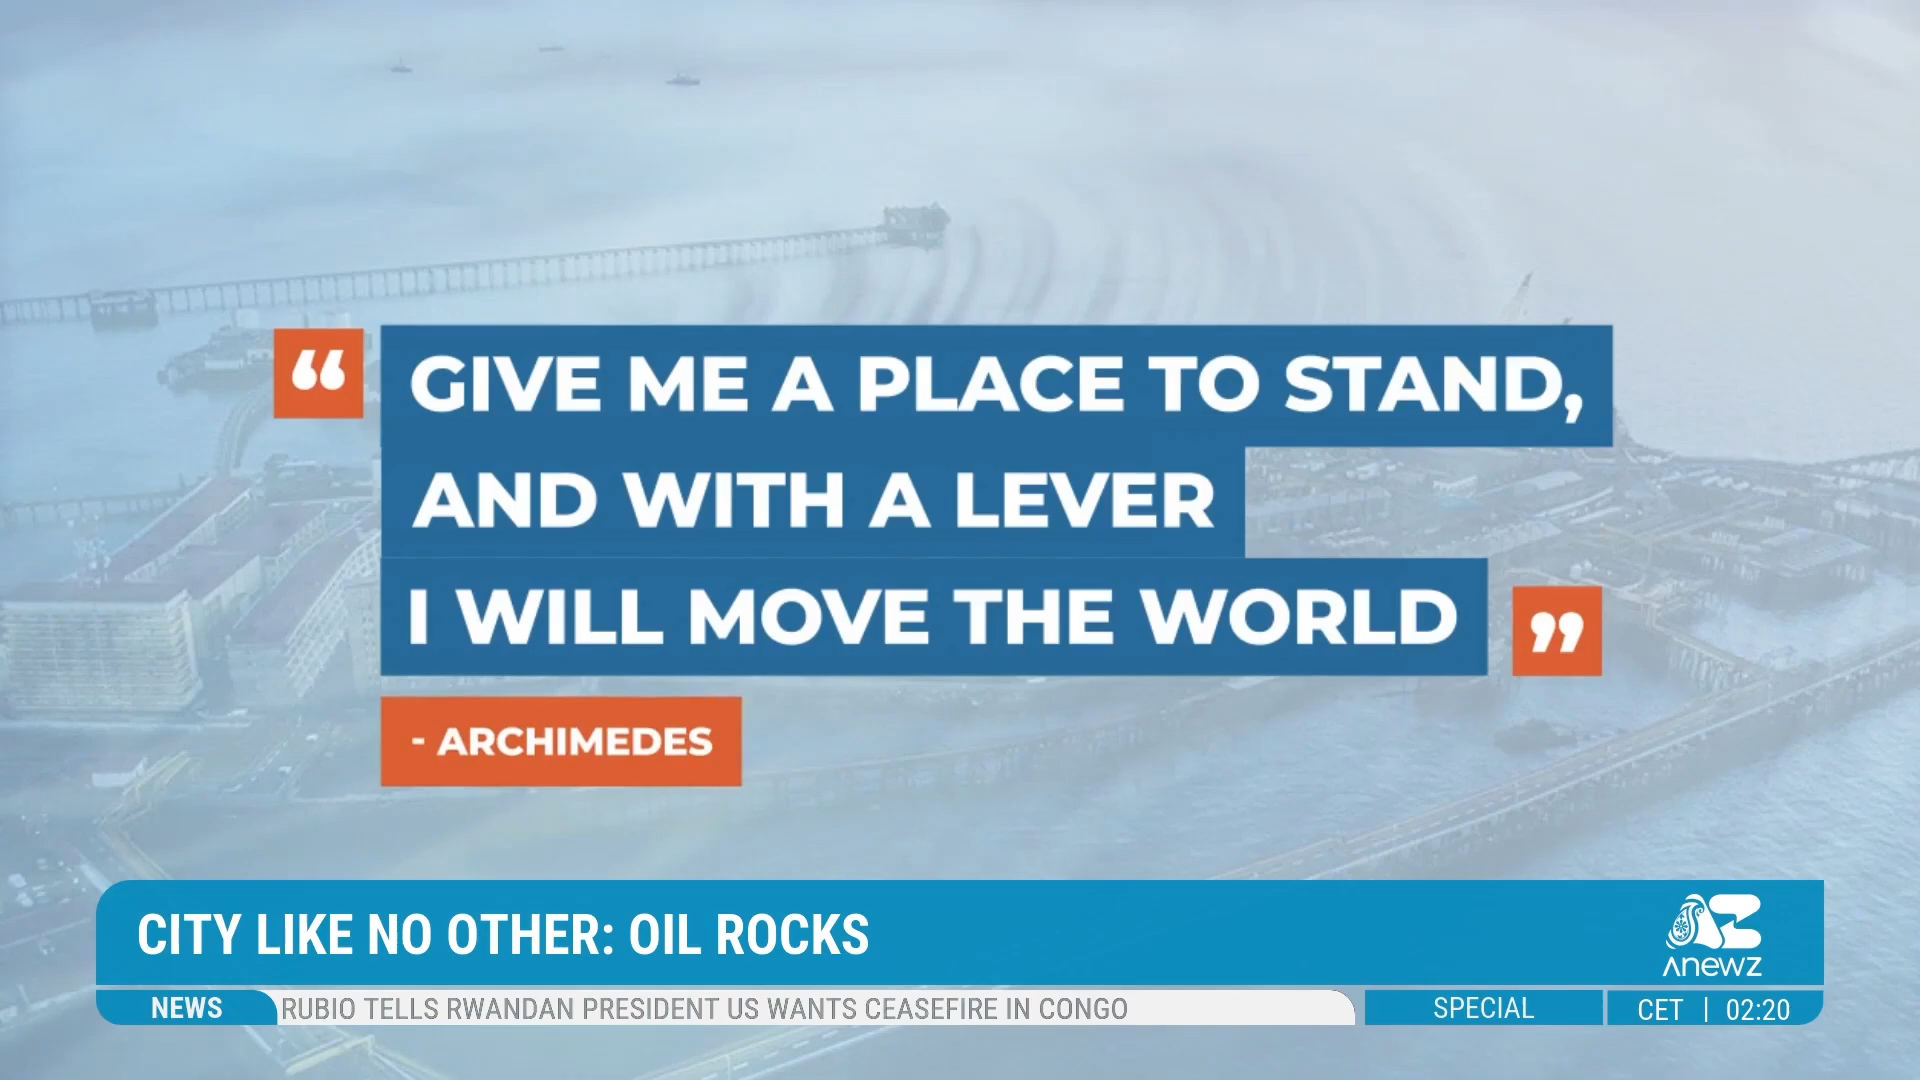 “ GIVE ME A PLACE TO STAND,
AND WITH A LEVER
I WILL MOVE THE WORLD ”
- ARCHIMEDES
CITY LIKE NO OTHER: OIL ROCKS
ANEWZ
NEWS RUBIO TELLS RWANDAN PRESIDENT US WANTS CEASEFIRE IN CONGO SPECIAL CET | 02:20